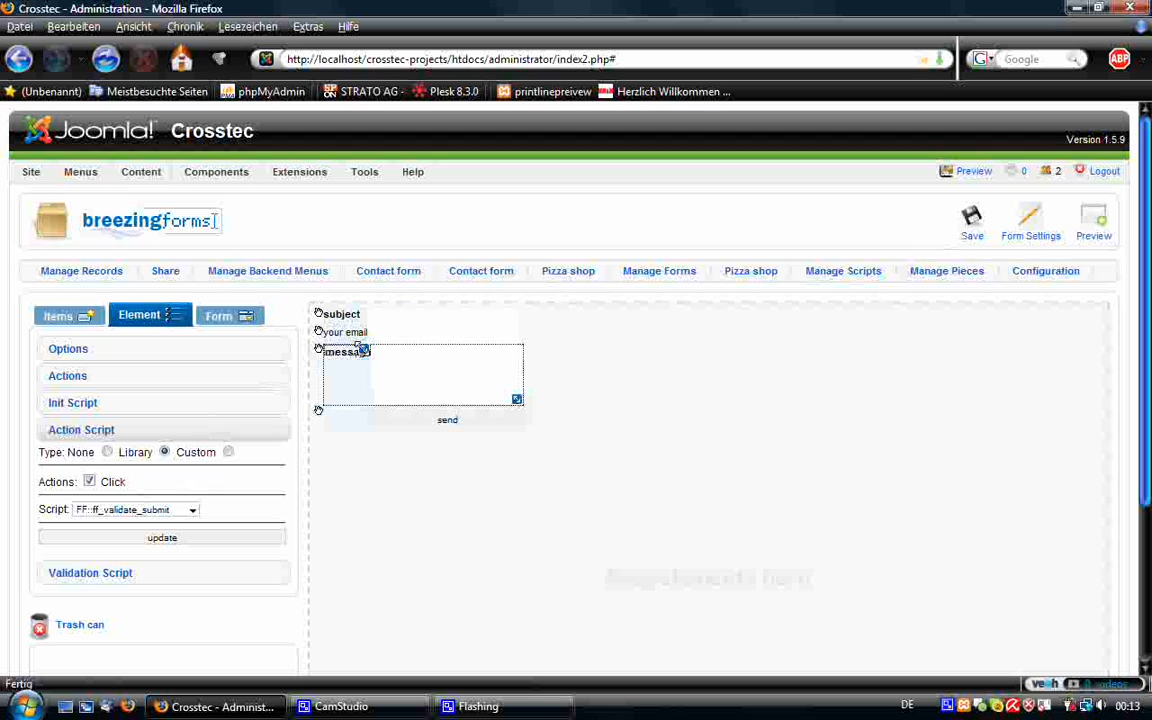 Crosstec - Administration - Mozilla Firefox
Datei Bearbeiten Ansicht Chronik Lesezeichen Extras Hilfe
http://localhost/crosstec-projects/htdocs/administrator/index2.php#
G Google ABP
(Unbenannt) Meistbesuchte Seiten phpMyAdmin STRATO AG - Plesk 8.3.0 printlinepreivew Herzlich Willkommen ...
Joomla! Crosstec
Version 1.5.9
Site Menus Content Components Extensions Tools Help Preview 0 2 Logout
breezingforms
Save Form Settings Preview
Manage Records Share Manage Backend Menus Contact form Contact form Pizza shop Manage Forms Pizza shop Manage Scripts Manage Pieces Configuration
Items Element Form
subject
your email
Options
Actions
Init Script
Action Script
send
Type: None Library Custom
Actions: Click
Script: FF::ff_validate_submit
update
Validation Script
Trash can
Fertig
veoh 0 videos
Crosstec - Administ... CamStudio Flashing DE 00:13